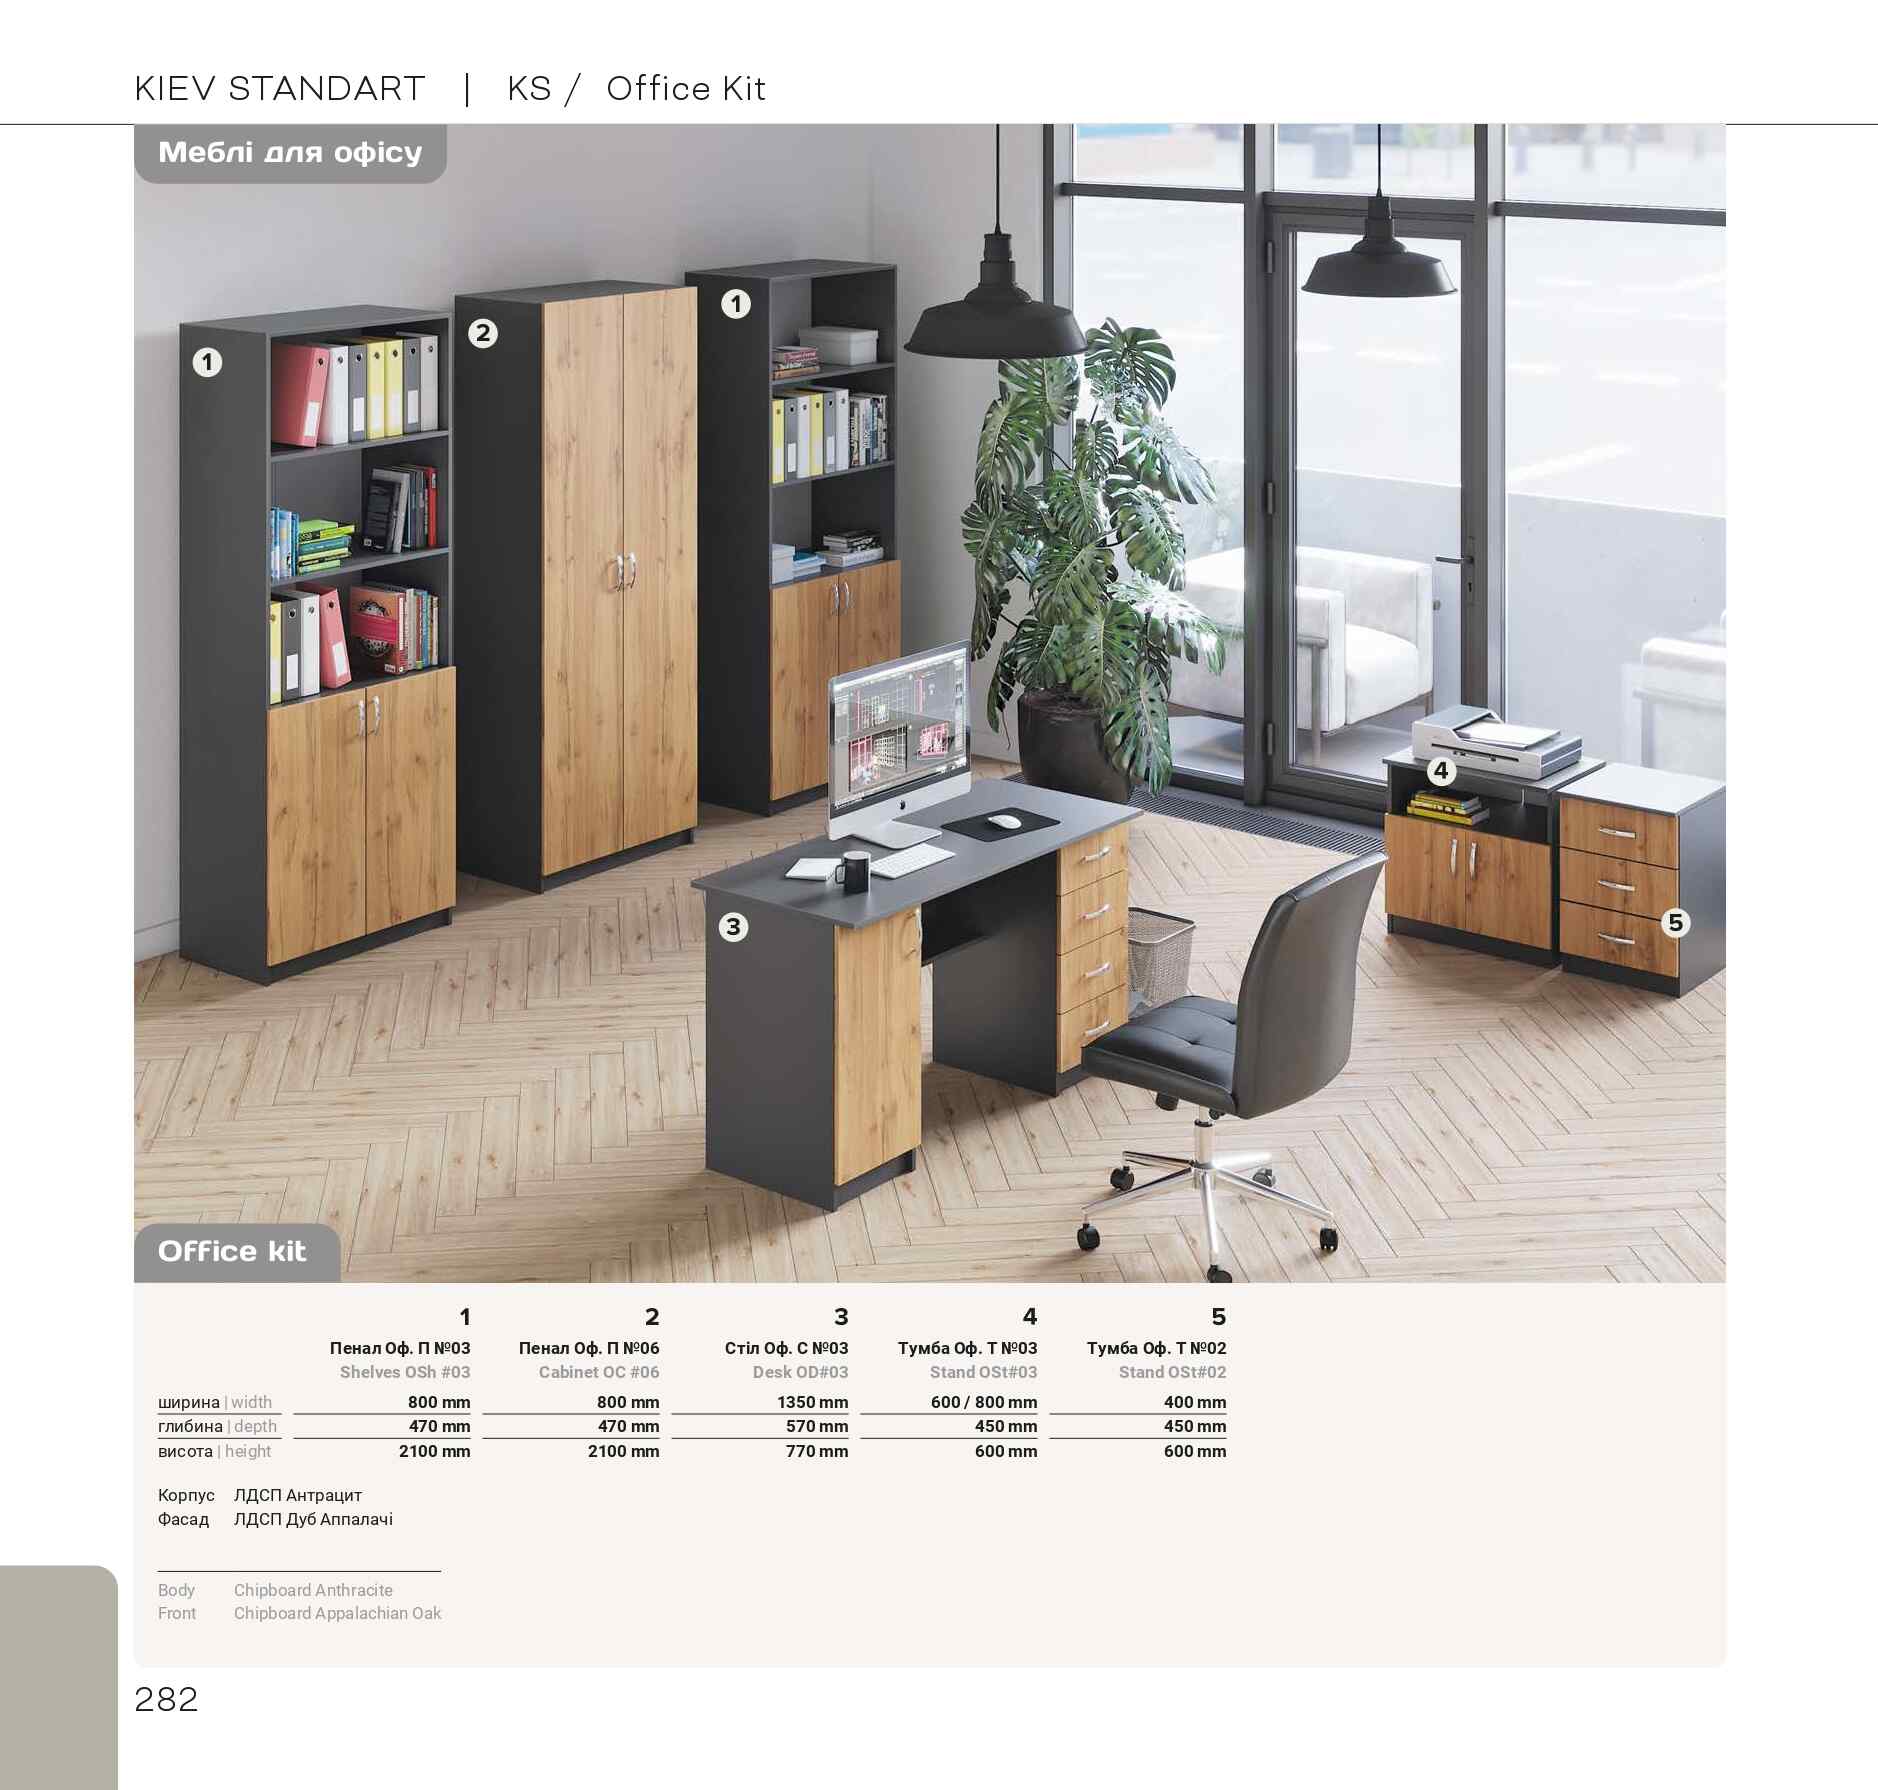 KIEV STANDART | KS / Office Kit
Меблі для офісу
1
2
1
4
5
3
Office kit
1 2 3 4 5
Пенал Оф. П №03 Пенал Оф. П №06 Стіл Оф. С №03 Тумба Оф. Т №03 Тумба Оф. Т №02
Shelves OSh #03 Cabinet OC #06 Desk OD#03 Stand OSt#03 Stand OSt#02
ширина | width 800 mm 800 mm 1350 mm 600 / 800 mm 400 mm
глибина | depth 470 mm 470 mm 570 mm 450 mm 450 mm
висота | height 2100 mm 2100 mm 770 mm 600 mm 600 mm
Корпус ЛДСП Антрацит
Фасад ЛДСП Дуб Аппалачі
Body Chipboard Anthracite
Front Chipboard Appalachian Oak
282